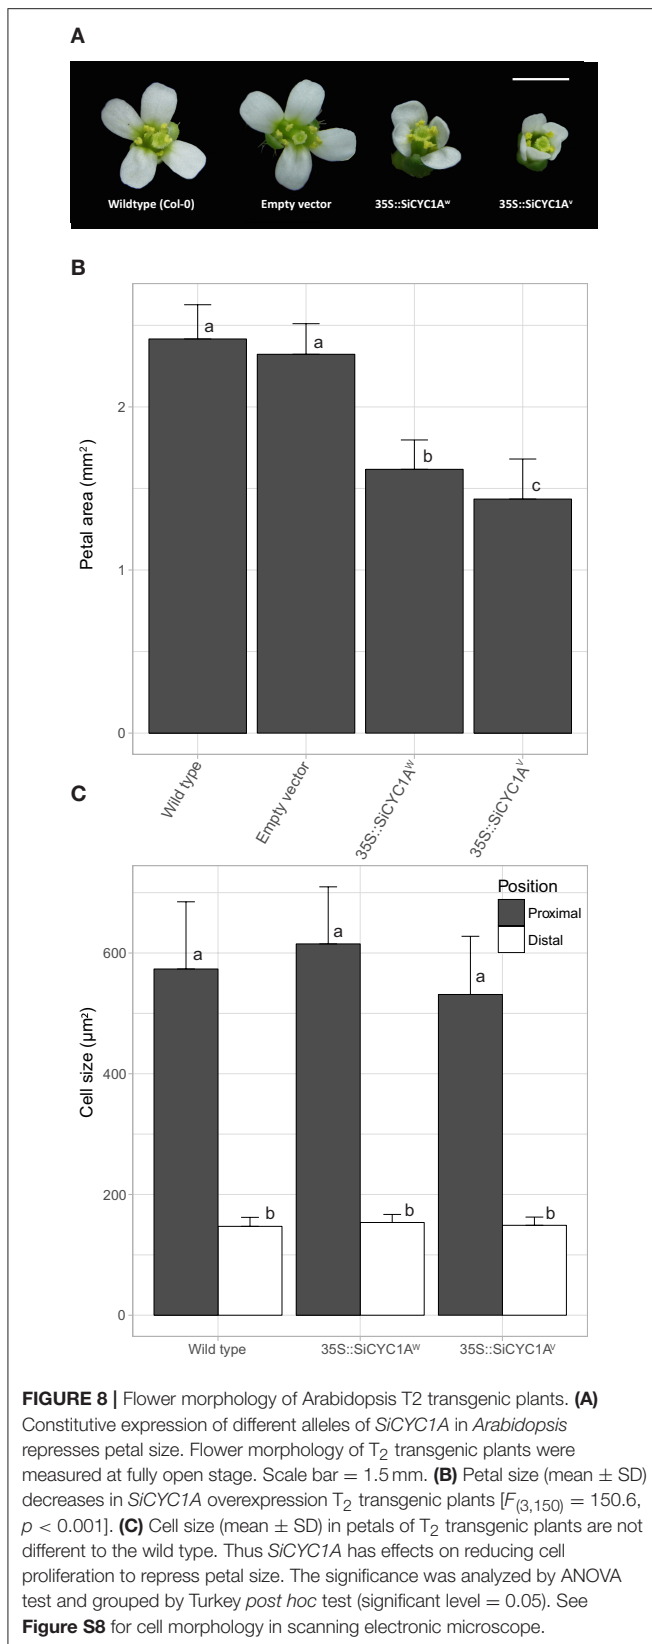 A
Wildtype (Col-0) Empty vector 35S::SiCYC1Aʷ 35S::SiCYC1Aᵛ
B
Petal area (mm²)
2
1
0
Wild type
Empty vector
35S::SiCYC1Aᵂ
35S::SiCYC1Aⱽ
a
a
b
c
C
Cell size (µm²)
600
400
200
0
Position
Proximal
Distal
a
b
a
b
a
b
Wild type 35S::SiCYC1Aᵂ 35S::SiCYC1Aⱽ
FIGURE 8 | Flower morphology of Arabidopsis T2 transgenic plants. (A)
Constitutive expression of different alleles of SiCYC1A in Arabidopsis
represses petal size. Flower morphology of T₂ transgenic plants were
measured at fully open stage. Scale bar = 1.5 mm. (B) Petal size (mean ± SD)
decreases in SiCYC1A overexpression T₂ transgenic plants [F(3,150) = 150.6,
p < 0.001]. (C) Cell size (mean ± SD) in petals of T₂ transgenic plants are not
different to the wild type. Thus SiCYC1A has effects on reducing cell
proliferation to repress petal size. The significance was analyzed by ANOVA
test and grouped by Turkey post hoc test (significant level = 0.05). See
Figure S8 for cell morphology in scanning electronic microscope.